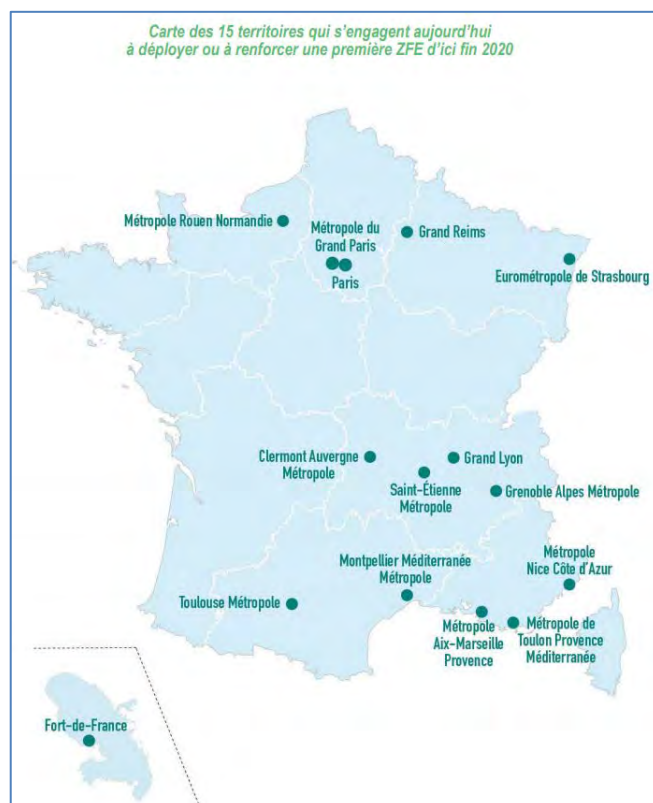 Carte des 15 territoires qui s’engagent aujourd’hui
à déployer ou à renforcer une première ZFE d’ici fin 2020
Métropole Rouen Normandie
Métropole du
Grand Paris
Paris
Grand Reims
Eurométropole de Strasbourg
Clermont Auvergne
Métropole
Grand Lyon
Saint-Étienne
Métropole
Grenoble Alpes Métropole
Montpellier Méditerranée
Métropole
Métropole
Nice Côte d’Azur
Toulouse Métropole
Métropole
Aix-Marseille
Provence
Métropole de
Toulon Provence
Méditerranée
Fort-de-France